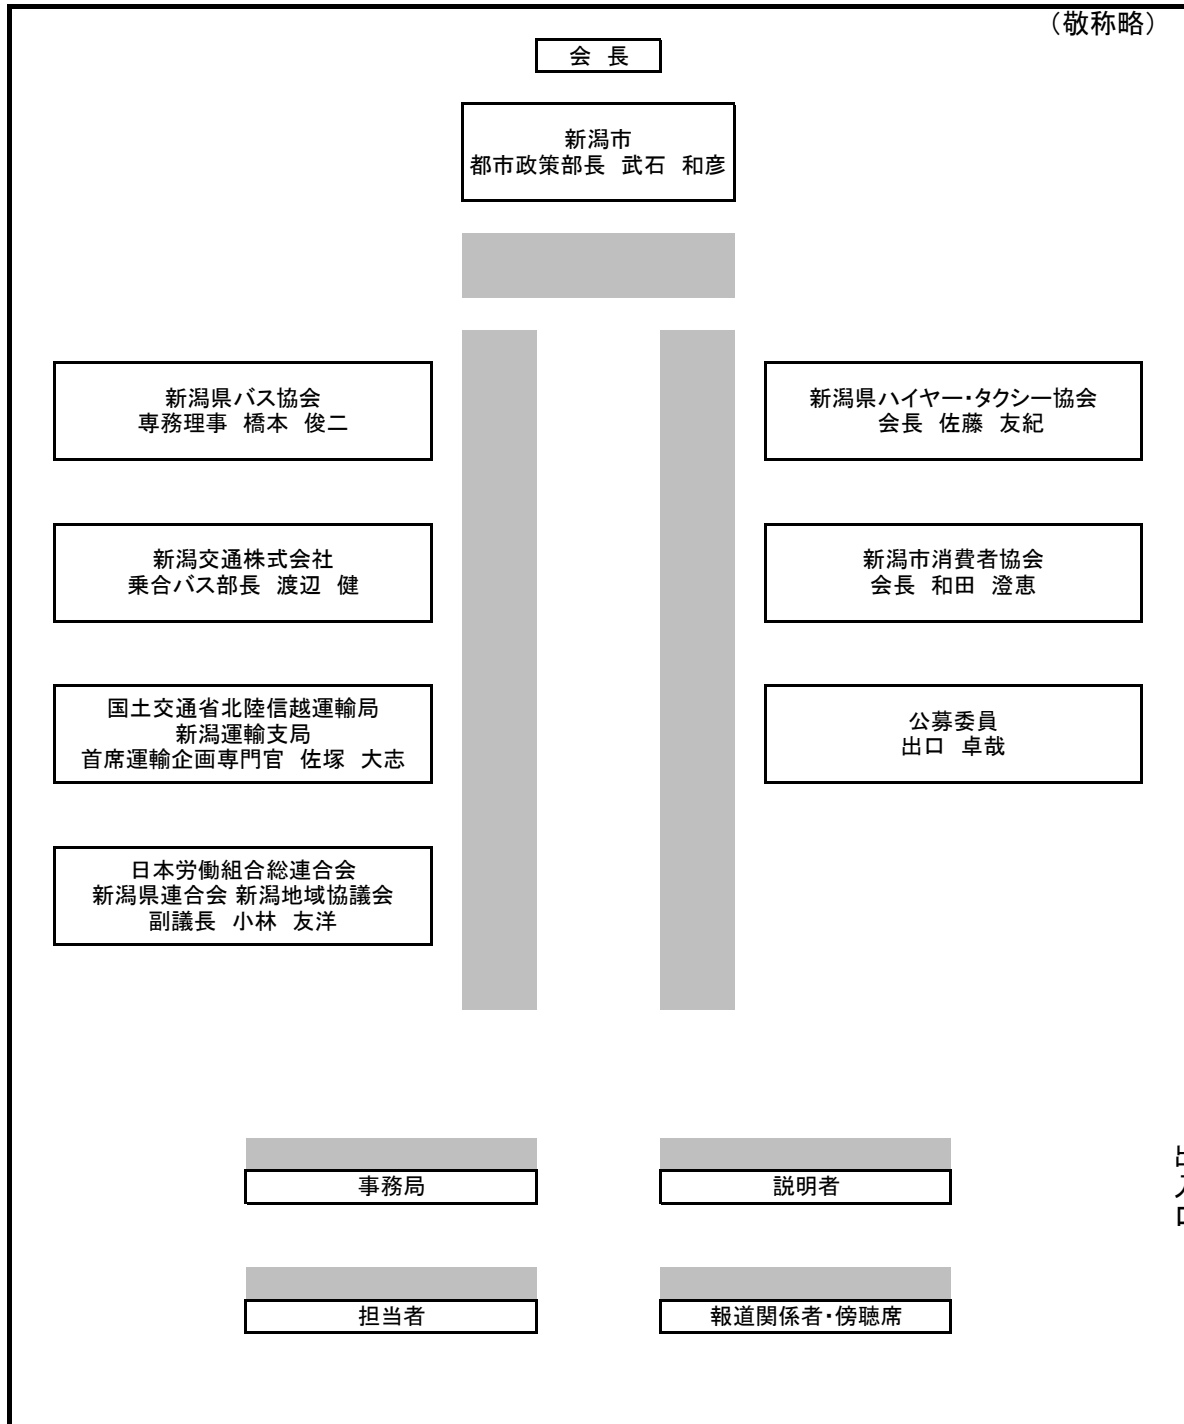 （敬称略）
会　長
新潟市
都市政策部長　武石　和彦
新潟県バス協会
専務理事　橋本　俊二
新潟県ハイヤー・タクシー協会
会長　佐藤　友紀
新潟交通株式会社
乗合バス部長　渡辺　健
新潟市消費者協会
会長　和田　澄恵
国土交通省北陸信越運輸局
新潟運輸支局
首席運輸企画専門官　佐塚　大志
公募委員
出口　卓哉
日本労働組合総連合会
新潟県連合会 新潟地域協議会
副議長　小林　友洋
出入口
事務局
説明者
担当者
報道関係者・傍聴席